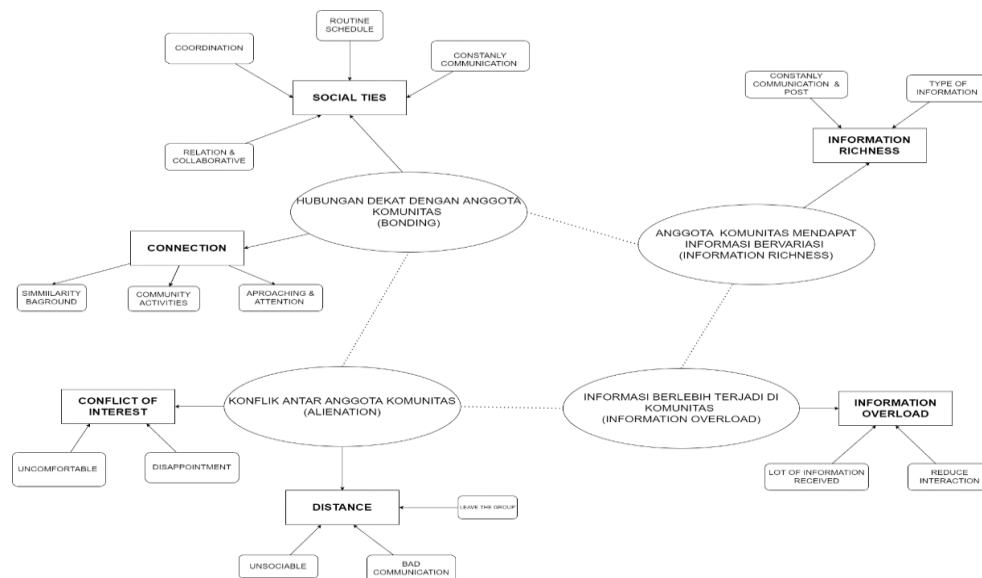 ROUTINE
SCHEDULE
COORDINATION
CONSTANLY
COMMUNICATION
SOCIAL TIES
RELATION &
COLLABORATIVE
CONSTANLY
COMMUNICATION &
POST
TYPE OF
INFORMATION
INFORMATION
RICHNESS
HUBUNGAN DEKAT DENGAN ANGGOTA
KOMUNITAS
(BONDING)
ANGGOTA KOMUNITAS MENDAPAT
INFORMASI BERVARIASI
(INFORMATION RICHNESS)
CONNECTION
SIMMIILARITY
BAGROUND
COMMUNITY
ACTIVITIES
APROACHING &
ATTENTION
CONFLICT OF
INTEREST
KONFLIK ANTAR ANGGOTA KOMUNITAS
(ALIENATION)
INFORMASI BERLEBIH TERJADI DI
KOMUNITAS
(INFORMATION OVERLOAD)
INFORMATION
OVERLOAD
UNCOMFORTABLE
DISAPPOINTMENT
LOT OF INFORMATION
RECEIVED
REDUCE
INTERACTION
DISTANCE
LEAVE THE GROUP
UNSOCIABLE
BAD
COMMUNICATION